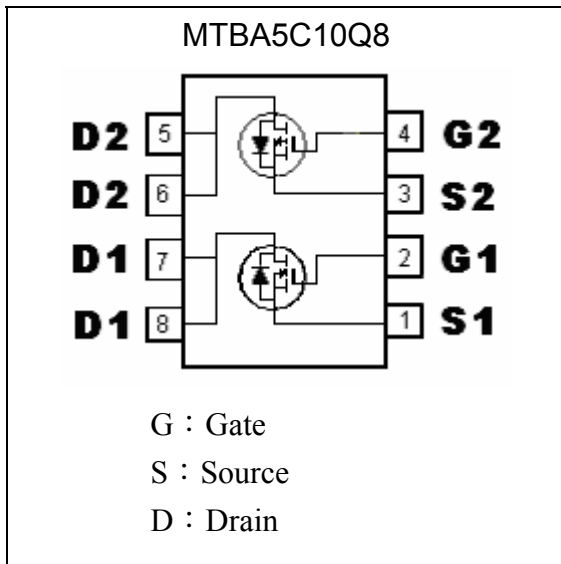 MTBA5C10Q8
D2 5 4 G2
D2 6 3 S2
D1 7 2 G1
D1 8 1 S1
G：Gate
S：Source
D：Drain